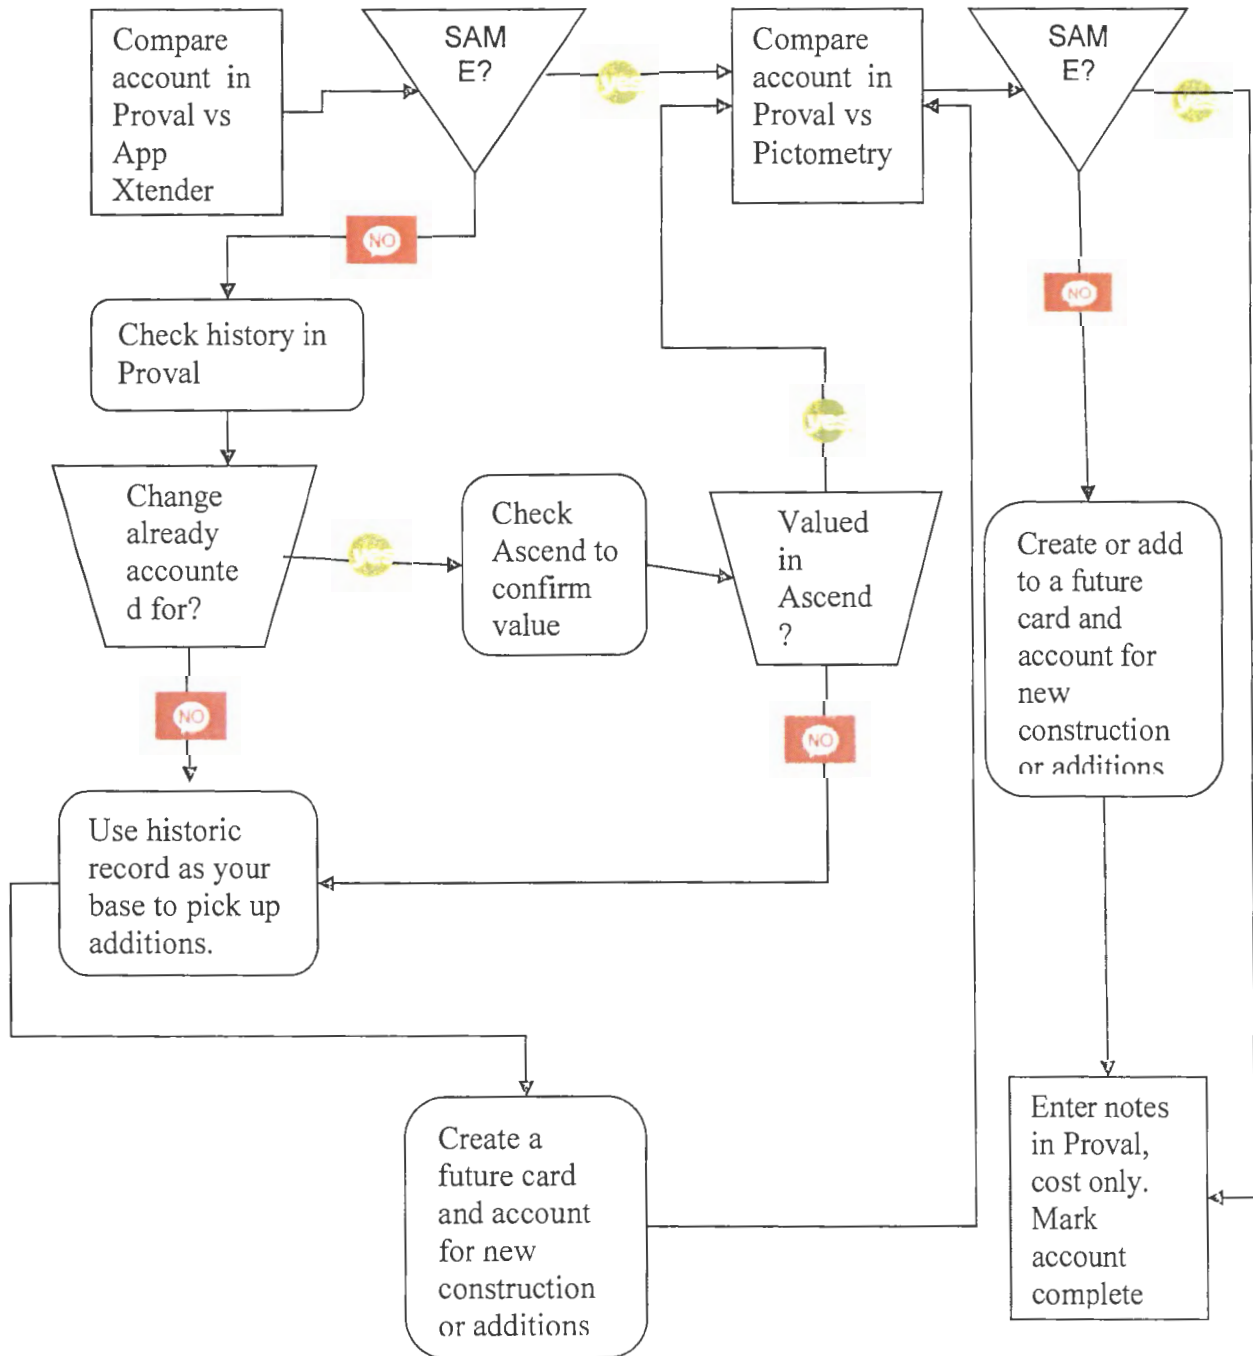 Compare
account in
Proval vs
App
Xtender
SAM
E?
yes
Compare
account in
Proval vs
Pictometry
SAM
E?
yes
NO
NO
Check history in
Proval
yes
Change
already
accounte
d for?
yes
Check
Ascend to
confirm
value
Valued
in
Ascend
?
Create or add
to a future
card and
account for
new
construction
or additions
NO
NO
Use historic
record as your
base to pick up
additions.
Create a
future card
and account
for new
construction
or additions
Enter notes
in Proval,
cost only.
Mark
account
complete